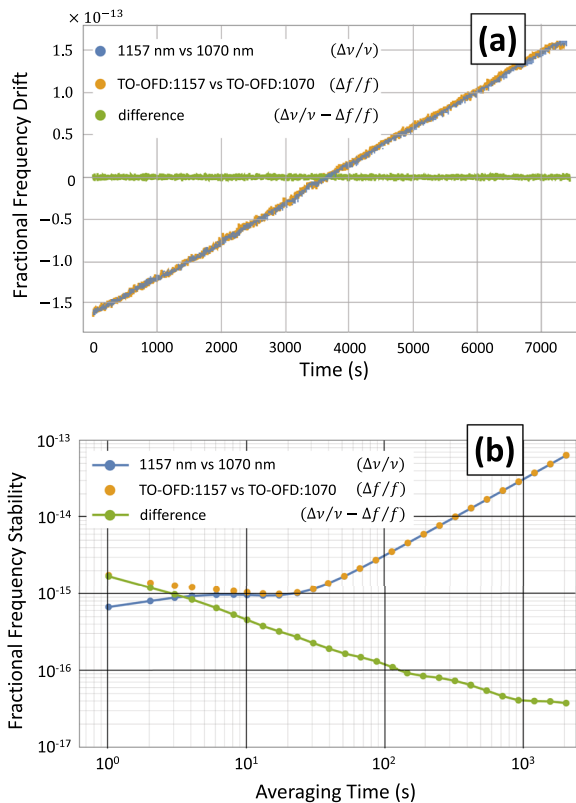 × 10⁻¹³
(a)
1157 nm vs 1070 nm (Δν/ν)
TO-OFD:1157 vs TO-OFD:1070 (Δf/f)
difference (Δν/ν − Δf/f)
1.5
1.0
0.5
0
−0.5
−1.0
−1.5
Fractional Frequency Drift
0 1000 2000 3000 4000 5000 6000 7000
Time (s)
(b)
1157 nm vs 1070 nm (Δν/ν)
TO-OFD:1157 vs TO-OFD:1070 (Δf/f)
difference (Δν/ν − Δf/f)
10⁻¹³
10⁻¹⁴
10⁻¹⁵
10⁻¹⁶
10⁻¹⁷
Fractional Frequency Stability
10⁰ 10¹ 10² 10³
Averaging Time (s)